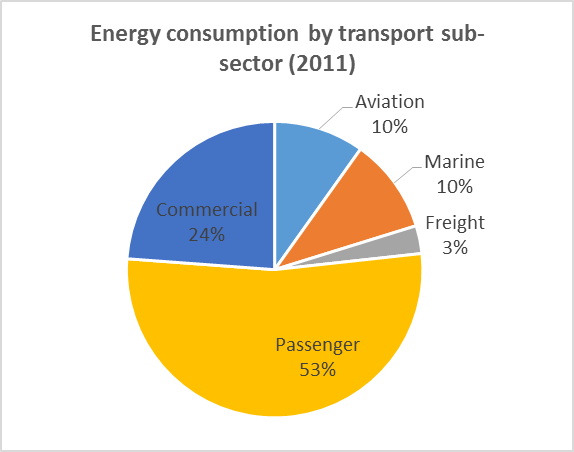 Energy consumption by transport sub-
sector (2011)
Aviation
10%
Marine
10%
Freight
3%
Passenger
53%
Commercial
24%